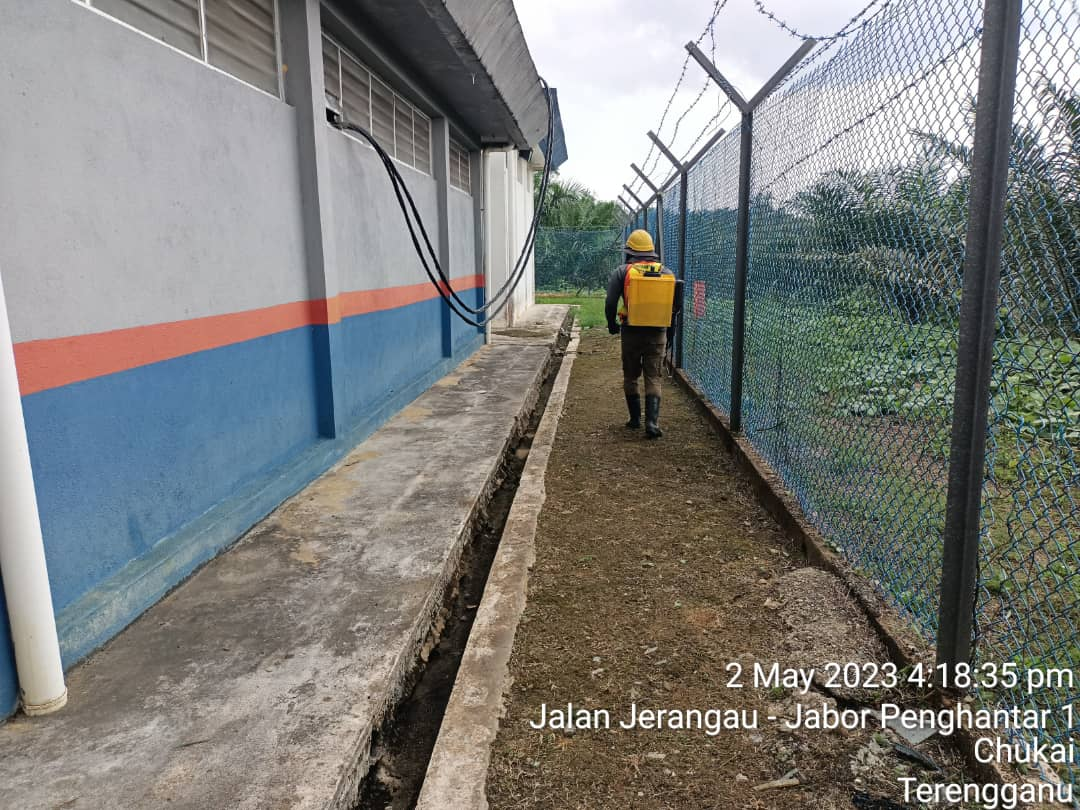 2 May 2023 4:18:35 pm
Jalan Jerangau - Jabor Penghantar 1
Chukai
Terengganu